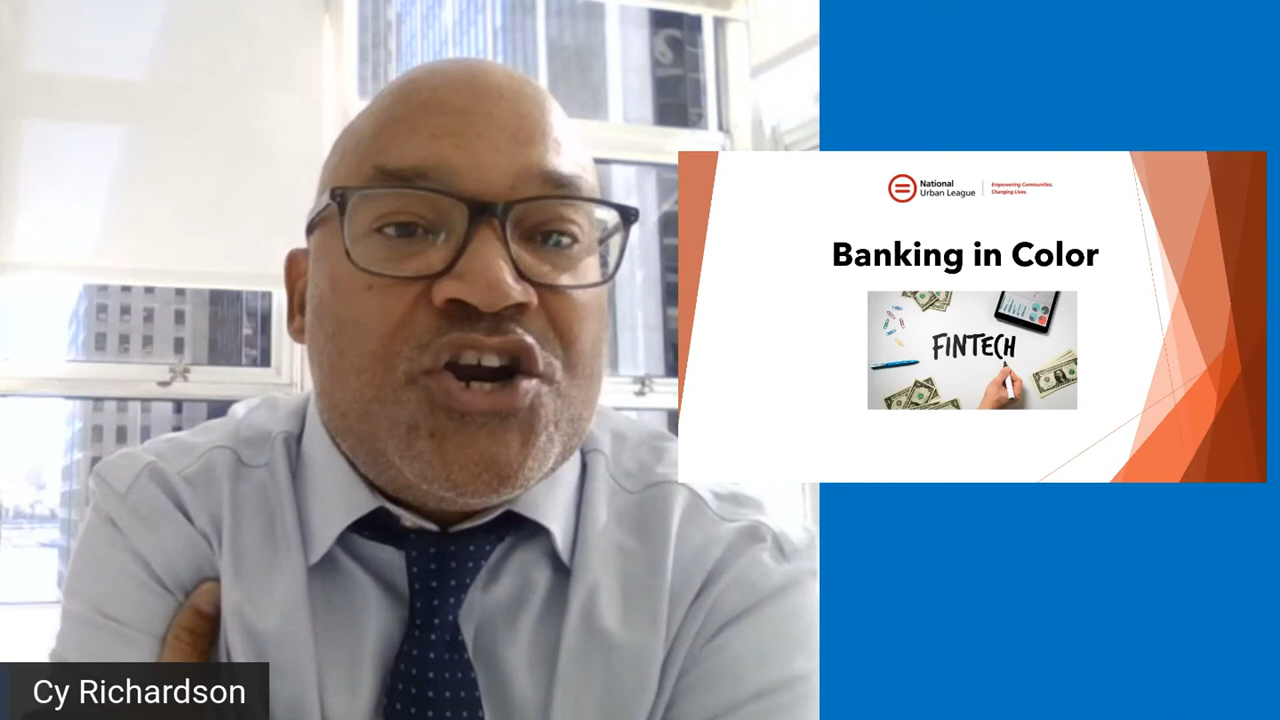 National
Urban League
Empowering Communities.
Changing Lives.
Banking in Color
FINTECH
Cy Richardson